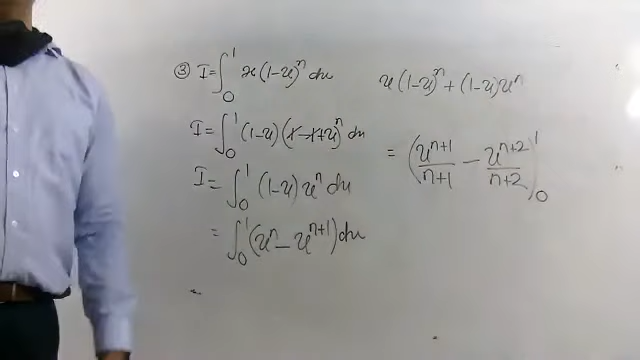 ③ I = ∫₀¹ x(1-x)ⁿ dx
I = ∫₀¹ (1-x)(1-1+x)ⁿ dx
I = ∫₀¹ (1-x) xⁿ dx
= ∫₀¹ (xⁿ - xⁿ⁺¹) dx
x(1-x)ⁿ + (1-x)xⁿ
= (xⁿ⁺¹/n+1 - xⁿ⁺²/n+2)₀¹